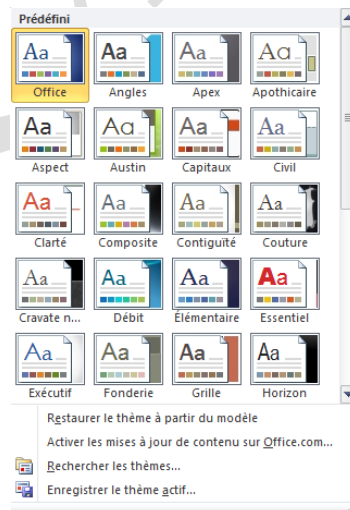 Prédéfini
Aa Aa Aa Aa
Office Angles Apex Apothicaire
Aa Aa Aa Aa
Aspect Austin Capitaux Civil
Aa Aa Aa Aa
Clarté Composite Contiguïté Couture
Aa Aa Aa Aa
Cravate n... Débit Élémentaire Essentiel
Aa Aa Aa Aa
Exécutif Fonderie Grille Horizon
Restaurer le thème à partir du modèle
Activer les mises à jour de contenu sur Office.com...
Rechercher les thèmes...
Enregistrer le thème actif...